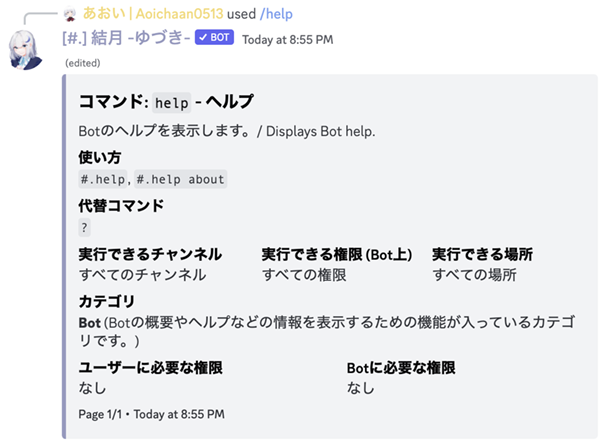 あおい | Aoichaan0513 used /help
[#.] 結月 -ゆづき- ✓ BOT Today at 8:55 PM
(edited)
コマンド: help - ヘルプ
Botのヘルプを表示します。/ Displays Bot help.
使い方
#.help, #.help about
代替コマンド
?
実行できるチャンネル 実行できる権限 (Bot上) 実行できる場所
すべてのチャンネル すべての権限 すべての場所
カテゴリ
Bot (Botの概要やヘルプなどの情報を表示するための機能が入っているカテゴ
リです。)
ユーザーに必要な権限 Botに必要な権限
なし なし
Page 1/1 • Today at 8:55 PM